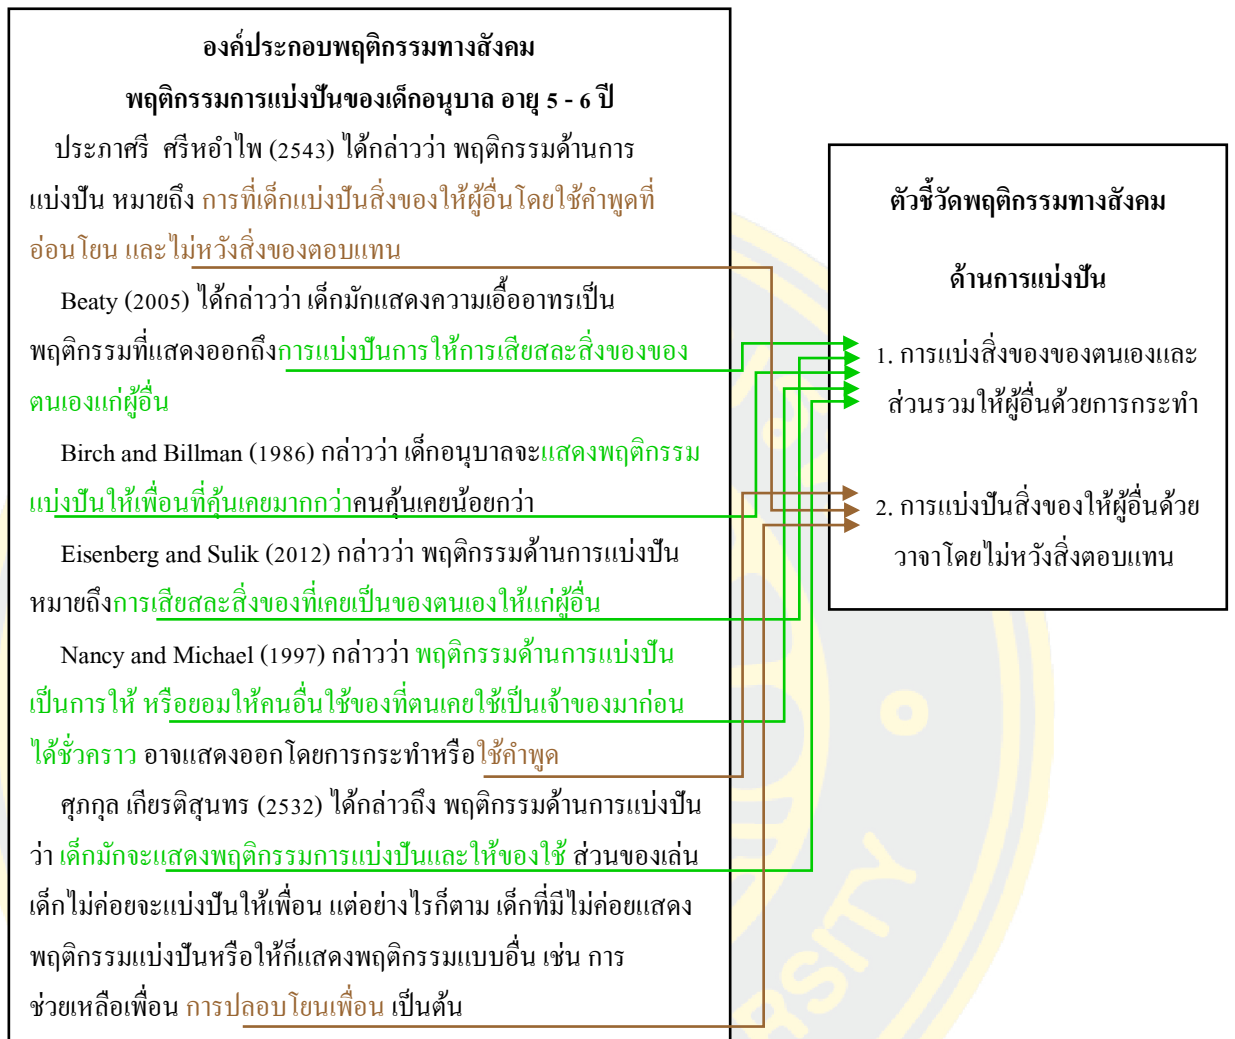 องค์ประกอบพฤติกรรมทางสังคม
พฤติกรรมการแบ่งปันของเด็กอนุบาล อายุ 5 - 6 ปี
ประภาศรี ศรีหอำไพ (2543) ได้กล่าวว่า พฤติกรรมด้านการ
แบ่งปัน หมายถึง การที่เด็กแบ่งปันสิ่งของให้ผู้อื่นโดยใช้คำพูดที่
อ่อนโยน และไม่หวังสิ่งของตอบแทน
Beaty (2005) ได้กล่าวว่า เด็กมักแสดงความเอื้ออาทรเป็น
พฤติกรรมที่แสดงออกถึงการแบ่งปันการให้การเสียสละสิ่งของของ
ตนเองแก่ผู้อื่น
Birch and Billman (1986) กล่าวว่า เด็กอนุบาลจะแสดงพฤติกรรม
แบ่งปันให้เพื่อนที่คุ้นเคยมากกว่าคนคุ้นเคยน้อยกว่า
Eisenberg and Sulik (2012) กล่าวว่า พฤติกรรมด้านการแบ่งปัน
หมายถึงการเสียสละสิ่งของที่เคยเป็นของตนเองให้แก่ผู้อื่น
Nancy and Michael (1997) กล่าวว่า พฤติกรรมด้านการแบ่งปัน
เป็นการให้ หรือยอมให้คนอื่นใช้ของที่ตนเคยใช้เป็นเจ้าของมาก่อน
ได้ชั่วคราว อาจแสดงออกโดยการกระทำหรือใช้คำพูด
ศุภกุล เกียรติสุนทร (2532) ได้กล่าวถึง พฤติกรรมด้านการแบ่งปัน
ว่า เด็กมักจะแสดงพฤติกรรมการแบ่งปันและให้ของใช้ ส่วนของเล่น
เด็กไม่ค่อยจะแบ่งปันให้เพื่อน แต่อย่างไรก็ตาม เด็กที่มีไม่ค่อยแสดง
พฤติกรรมแบ่งปันหรือให้ก็แสดงพฤติกรรมแบบอื่น เช่น การ
ช่วยเหลือเพื่อน การปลอบโยนเพื่อน เป็นต้น
ตัวชี้วัดพฤติกรรมทางสังคม
ด้านการแบ่งปัน
1. การแบ่งสิ่งของของตนเองและ
ส่วนรวมให้ผู้อื่นด้วยการกระทำ
2. การแบ่งปันสิ่งของให้ผู้อื่นด้วย
วาจาโดยไม่หวังสิ่งตอบแทน